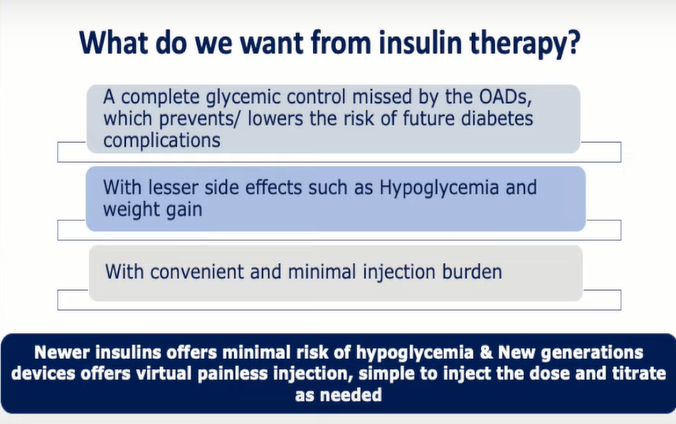 What do we want from insulin therapy?
A complete glycemic control missed by the OADs,
which prevents/ lowers the risk of future diabetes
complications
With lesser side effects such as Hypoglycemia and
weight gain
With convenient and minimal injection burden
Newer insulins offers minimal risk of hypoglycemia & New generations
devices offers virtual painless injection, simple to inject the dose and titrate
as needed